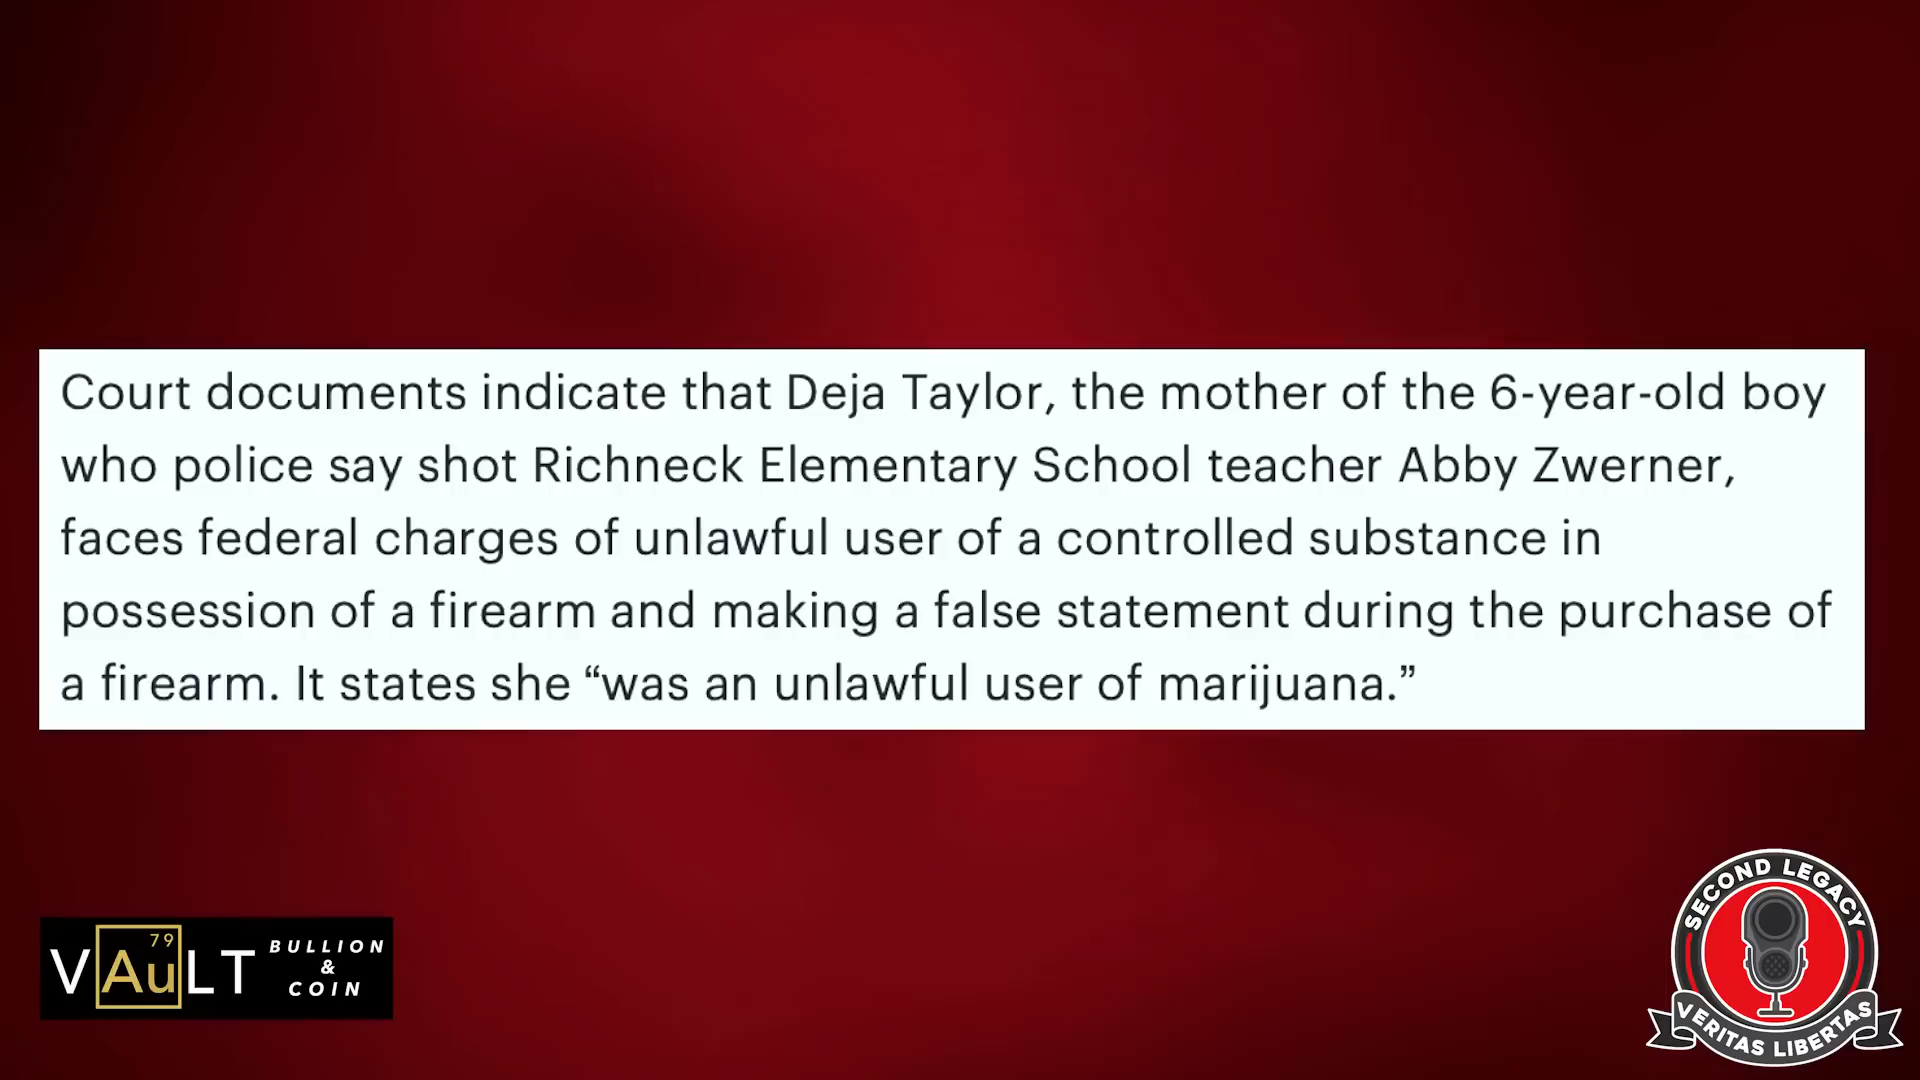 Court documents indicate that Deja Taylor, the mother of the 6-year-old boy
who police say shot Richneck Elementary School teacher Abby Zwerner,
faces federal charges of unlawful user of a controlled substance in
possession of a firearm and making a false statement during the purchase of
a firearm. It states she “was an unlawful user of marijuana.”
VAuLT
79
BULLION
&
COIN
SECOND LEGACY
VERITAS LIBERTAS